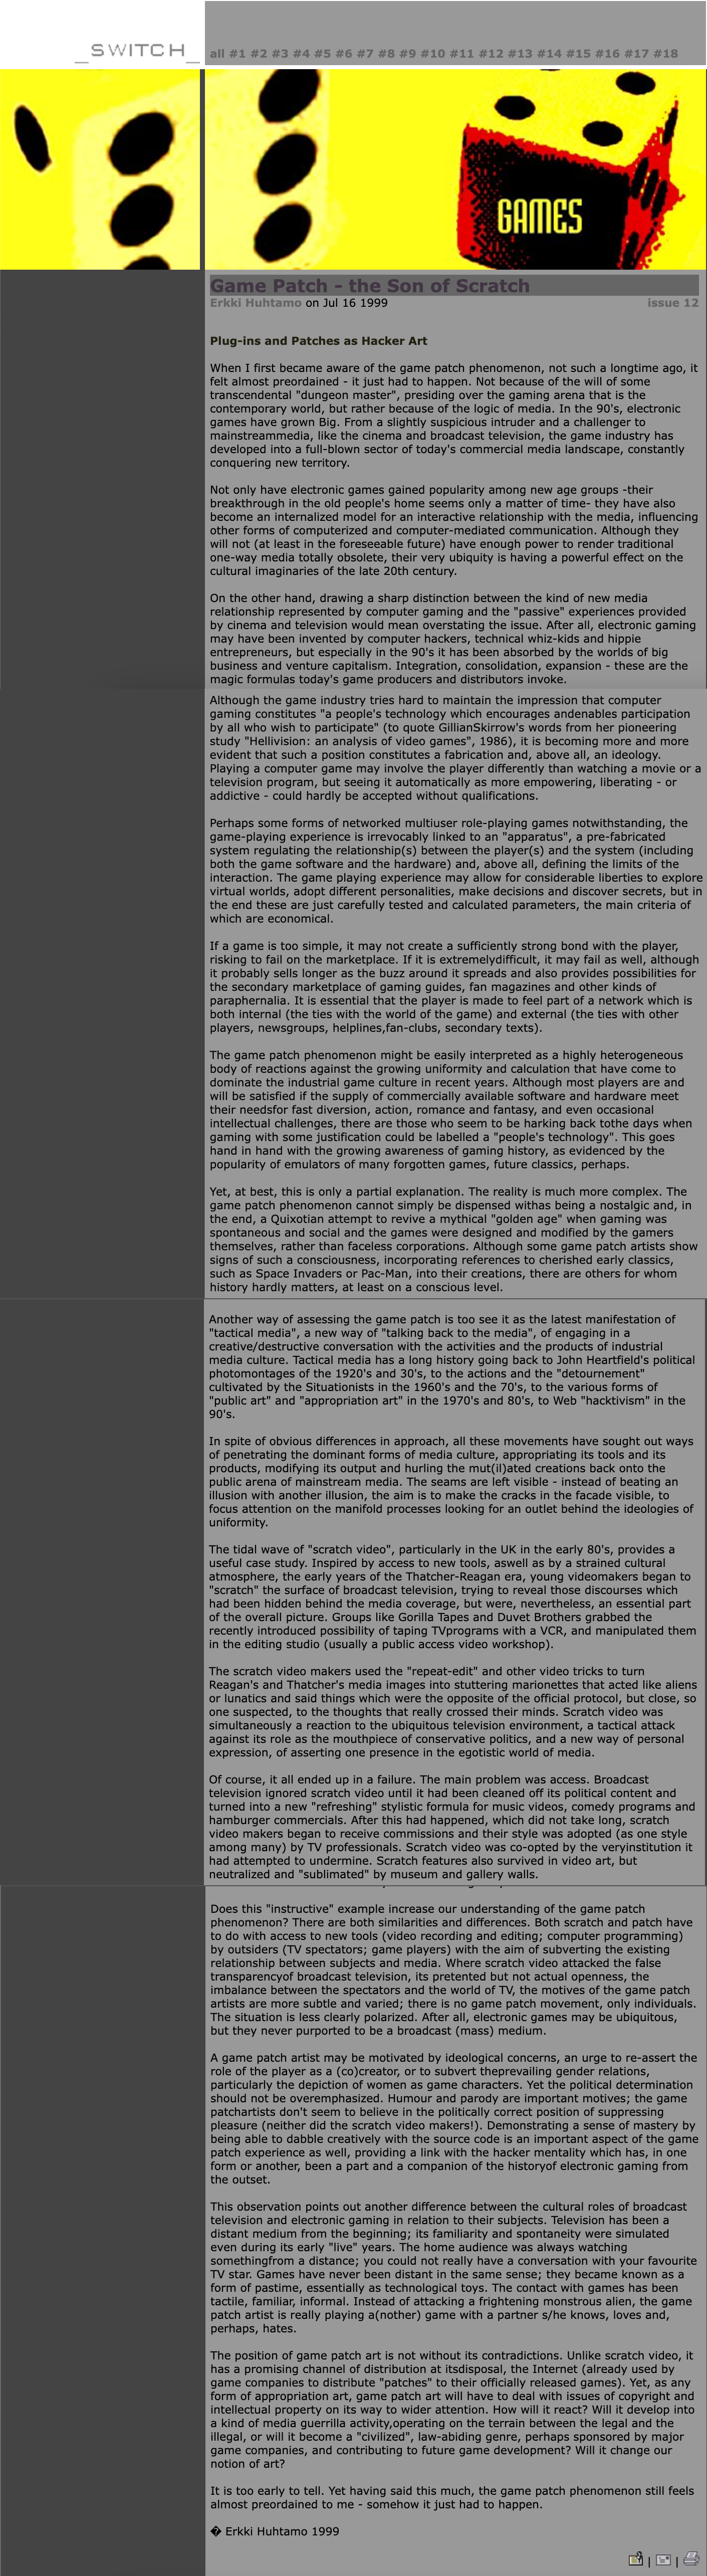 _SWITCH_
all #1 #2 #3 #4 #5 #6 #7 #8 #9 #10 #11 #12 #13 #14 #15 #16 #17 #18
GAMES
Game Patch - the Son of Scratch
Erkki Huhtamo on Jul 16 1999 issue 12
Plug-ins and Patches as Hacker Art
When I first became aware of the game patch phenomenon, not such a longtime ago, it
felt almost preordained - it just had to happen. Not because of the will of some
transcendental "dungeon master", presiding over the gaming arena that is the
contemporary world, but rather because of the logic of media. In the 90's, electronic
games have grown Big. From a slightly suspicious intruder and a challenger to
mainstreammedia, like the cinema and broadcast television, the game industry has
developed into a full-blown sector of today's commercial media landscape, constantly
conquering new territory.
Not only have electronic games gained popularity among new age groups -their
breakthrough in the old people's home seems only a matter of time- they have also
become an internalized model for an interactive relationship with the media, influencing
other forms of computerized and computer-mediated communication. Although they
will not (at least in the foreseeable future) have enough power to render traditional
one-way media totally obsolete, their very ubiquity is having a powerful effect on the
cultural imaginaries of the late 20th century.
On the other hand, drawing a sharp distinction between the kind of new media
relationship represented by computer gaming and the "passive" experiences provided
by cinema and television would mean overstating the issue. After all, electronic gaming
may have been invented by computer hackers, technical whiz-kids and hippie
entrepreneurs, but especially in the 90's it has been absorbed by the worlds of big
business and venture capitalism. Integration, consolidation, expansion - these are the
magic formulas today's game producers and distributors invoke.
Although the game industry tries hard to maintain the impression that computer
gaming constitutes "a people's technology which encourages andenables participation
by all who wish to participate" (to quote GillianSkirrow's words from her pioneering
study "Hellivision: an analysis of video games", 1986), it is becoming more and more
evident that such a position constitutes a fabrication and, above all, an ideology.
Playing a computer game may involve the player differently than watching a movie or a
television program, but seeing it automatically as more empowering, liberating - or
addictive - could hardly be accepted without qualifications.
Perhaps some forms of networked multiuser role-playing games notwithstanding, the
game-playing experience is irrevocably linked to an "apparatus", a pre-fabricated
system regulating the relationship(s) between the player(s) and the system (including
both the game software and the hardware) and, above all, defining the limits of the
interaction. The game playing experience may allow for considerable liberties to explore
virtual worlds, adopt different personalities, make decisions and discover secrets, but in
the end these are just carefully tested and calculated parameters, the main criteria of
which are economical.
If a game is too simple, it may not create a sufficiently strong bond with the player,
risking to fail on the marketplace. If it is extremelydifficult, it may fail as well, although
it probably sells longer as the buzz around it spreads and also provides possibilities for
the secondary marketplace of gaming guides, fan magazines and other kinds of
paraphernalia. It is essential that the player is made to feel part of a network which is
both internal (the ties with the world of the game) and external (the ties with other
players, newsgroups, helplines,fan-clubs, secondary texts).
The game patch phenomenon might be easily interpreted as a highly heterogeneous
body of reactions against the growing uniformity and calculation that have come to
dominate the industrial game culture in recent years. Although most players are and
will be satisfied if the supply of commercially available software and hardware meet
their needsfor fast diversion, action, romance and fantasy, and even occasional
intellectual challenges, there are those who seem to be harking back tothe days when
gaming with some justification could be labelled a "people's technology". This goes
hand in hand with the growing awareness of gaming history, as evidenced by the
popularity of emulators of many forgotten games, future classics, perhaps.
Yet, at best, this is only a partial explanation. The reality is much more complex. The
game patch phenomenon cannot simply be dispensed withas being a nostalgic and, in
the end, a Quixotian attempt to revive a mythical "golden age" when gaming was
spontaneous and social and the games were designed and modified by the gamers
themselves, rather than faceless corporations. Although some game patch artists show
signs of such a consciousness, incorporating references to cherished early classics,
such as Space Invaders or Pac-Man, into their creations, there are others for whom
history hardly matters, at least on a conscious level.
Another way of assessing the game patch is too see it as the latest manifestation of
"tactical media", a new way of "talking back to the media", of engaging in a
creative/destructive conversation with the activities and the products of industrial
media culture. Tactical media has a long history going back to John Heartfield's political
photomontages of the 1920's and 30's, to the actions and the "detournement"
cultivated by the Situationists in the 1960's and the 70's, to the various forms of
"public art" and "appropriation art" in the 1970's and 80's, to Web "hacktivism" in the
90's.
In spite of obvious differences in approach, all these movements have sought out ways
of penetrating the dominant forms of media culture, appropriating its tools and its
products, modifying its output and hurling the mut(il)ated creations back onto the
public arena of mainstream media. The seams are left visible - instead of beating an
illusion with another illusion, the aim is to make the cracks in the facade visible, to
focus attention on the manifold processes looking for an outlet behind the ideologies of
uniformity.
The tidal wave of "scratch video", particularly in the UK in the early 80's, provides a
useful case study. Inspired by access to new tools, aswell as by a strained cultural
atmosphere, the early years of the Thatcher-Reagan era, young videomakers began to
"scratch" the surface of broadcast television, trying to reveal those discourses which
had been hidden behind the media coverage, but were, nevertheless, an essential part
of the overall picture. Groups like Gorilla Tapes and Duvet Brothers grabbed the
recently introduced possibility of taping TVprograms with a VCR, and manipulated them
in the editing studio (usually a public access video workshop).
The scratch video makers used the "repeat-edit" and other video tricks to turn
Reagan's and Thatcher's media images into stuttering marionettes that acted like aliens
or lunatics and said things which were the opposite of the official protocol, but close, so
one suspected, to the thoughts that really crossed their minds. Scratch video was
simultaneously a reaction to the ubiquitous television environment, a tactical attack
against its role as the mouthpiece of conservative politics, and a new way of personal
expression, of asserting one presence in the egotistic world of media.
Of course, it all ended up in a failure. The main problem was access. Broadcast
television ignored scratch video until it had been cleaned off its political content and
turned into a new "refreshing" stylistic formula for music videos, comedy programs and
hamburger commercials. After this had happened, which did not take long, scratch
video makers began to receive commissions and their style was adopted (as one style
among many) by TV professionals. Scratch video was co-opted by the veryinstitution it
had attempted to undermine. Scratch features also survived in video art, but
neutralized and "sublimated" by museum and gallery walls.
Does this "instructive" example increase our understanding of the game patch
phenomenon? There are both similarities and differences. Both scratch and patch have
to do with access to new tools (video recording and editing; computer programming)
by outsiders (TV spectators; game players) with the aim of subverting the existing
relationship between subjects and media. Where scratch video attacked the false
transparencyof broadcast television, its pretented but not actual openness, the
imbalance between the spectators and the world of TV, the motives of the game patch
artists are more subtle and varied; there is no game patch movement, only individuals.
The situation is less clearly polarized. After all, electronic games may be ubiquitous,
but they never purported to be a broadcast (mass) medium.
A game patch artist may be motivated by ideological concerns, an urge to re-assert the
role of the player as a (co)creator, or to subvert theprevailing gender relations,
particularly the depiction of women as game characters. Yet the political determination
should not be overemphasized. Humour and parody are important motives; the game
patchartists don't seem to believe in the politically correct position of suppressing
pleasure (neither did the scratch video makers!). Demonstrating a sense of mastery by
being able to dabble creatively with the source code is an important aspect of the game
patch experience as well, providing a link with the hacker mentality which has, in one
form or another, been a part and a companion of the historyof electronic gaming from
the outset.
This observation points out another difference between the cultural roles of broadcast
television and electronic gaming in relation to their subjects. Television has been a
distant medium from the beginning; its familiarity and spontaneity were simulated
even during its early "live" years. The home audience was always watching
somethingfrom a distance; you could not really have a conversation with your favourite
TV star. Games have never been distant in the same sense; they became known as a
form of pastime, essentially as technological toys. The contact with games has been
tactile, familiar, informal. Instead of attacking a frightening monstrous alien, the game
patch artist is really playing a(nother) game with a partner s/he knows, loves and,
perhaps, hates.
The position of game patch art is not without its contradictions. Unlike scratch video, it
has a promising channel of distribution at itsdisposal, the Internet (already used by
game companies to distribute "patches" to their officially released games). Yet, as any
form of appropriation art, game patch art will have to deal with issues of copyright and
intellectual property on its way to wider attention. How will it react? Will it develop into
a kind of media guerrilla activity,operating on the terrain between the legal and the
illegal, or will it become a "civilized", law-abiding genre, perhaps sponsored by major
game companies, and contributing to future game development? Will it change our
notion of art?
It is too early to tell. Yet having said this much, the game patch phenomenon still feels
almost preordained to me - somehow it just had to happen.
� Erkki Huhtamo 1999
| |